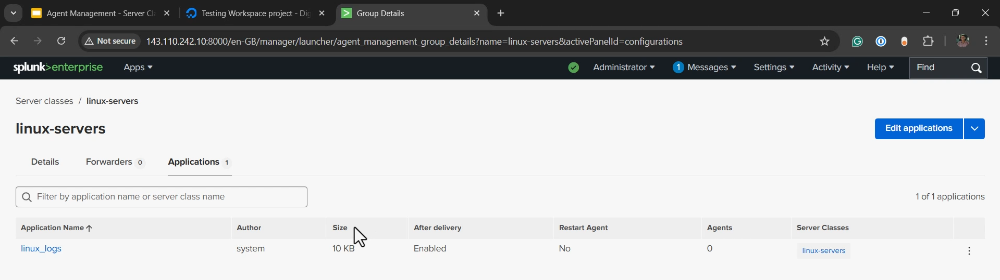 Agent Management - Server Cl
Testing Workspace project - Dig
Group Details
Not secure
143.110.242.10:8000/en-GB/manager/launcher/agent_management_group_details?name=linux-servers&activePanelId=configurations
splunk>enterprise Apps
Administrator 1 Messages Settings Activity Help Find
Server classes / linux-servers
linux-servers
Edit applications
Details Forwarders 0 Applications 1
Filter by application name or server class name
1 of 1 applications
Application Name Author Size After delivery Restart Agent Agents Server Classes
linux_logs system 10 KB Enabled No 0 linux-servers